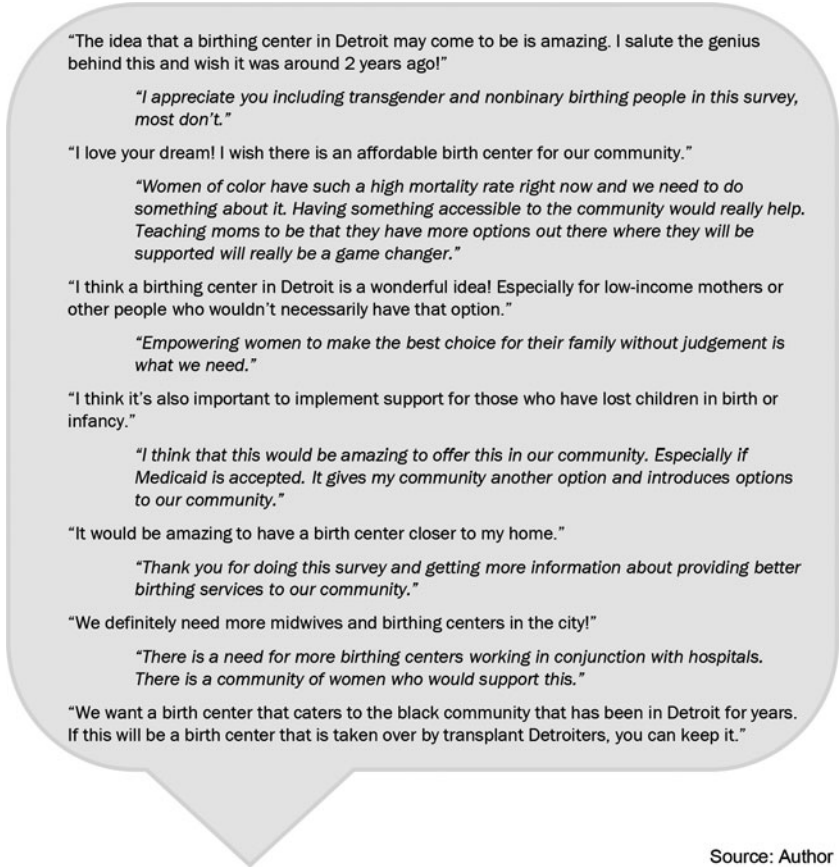 “The idea that a birthing center in Detroit may come to be is amazing. I salute the genius
behind this and wish it was around 2 years ago!”
“I appreciate you including transgender and nonbinary birthing people in this survey,
most don’t.”
“I love your dream! I wish there is an affordable birth center for our community.”
“Women of color have such a high mortality rate right now and we need to do
something about it. Having something accessible to the community would really help.
Teaching moms to be that they have more options out there where they will be
supported will really be a game changer.”
“I think a birthing center in Detroit is a wonderful idea! Especially for low-income mothers or
other people who wouldn’t necessarily have that option.”
“Empowering women to make the best choice for their family without judgement is
what we need.”
“I think it’s also important to implement support for those who have lost children in birth or
infancy.”
“I think that this would be amazing to offer this in our community. Especially if
Medicaid is accepted. It gives my community another option and introduces options
to our community.”
“It would be amazing to have a birth center closer to my home.”
“Thank you for doing this survey and getting more information about providing better
birthing services to our community.”
“We definitely need more midwives and birthing centers in the city!”
“There is a need for more birthing centers working in conjunction with hospitals.
There is a community of women who would support this.”
“We want a birth center that caters to the black community that has been in Detroit for years.
If this will be a birth center that is taken over by transplant Detroiters, you can keep it.”
Source: Author